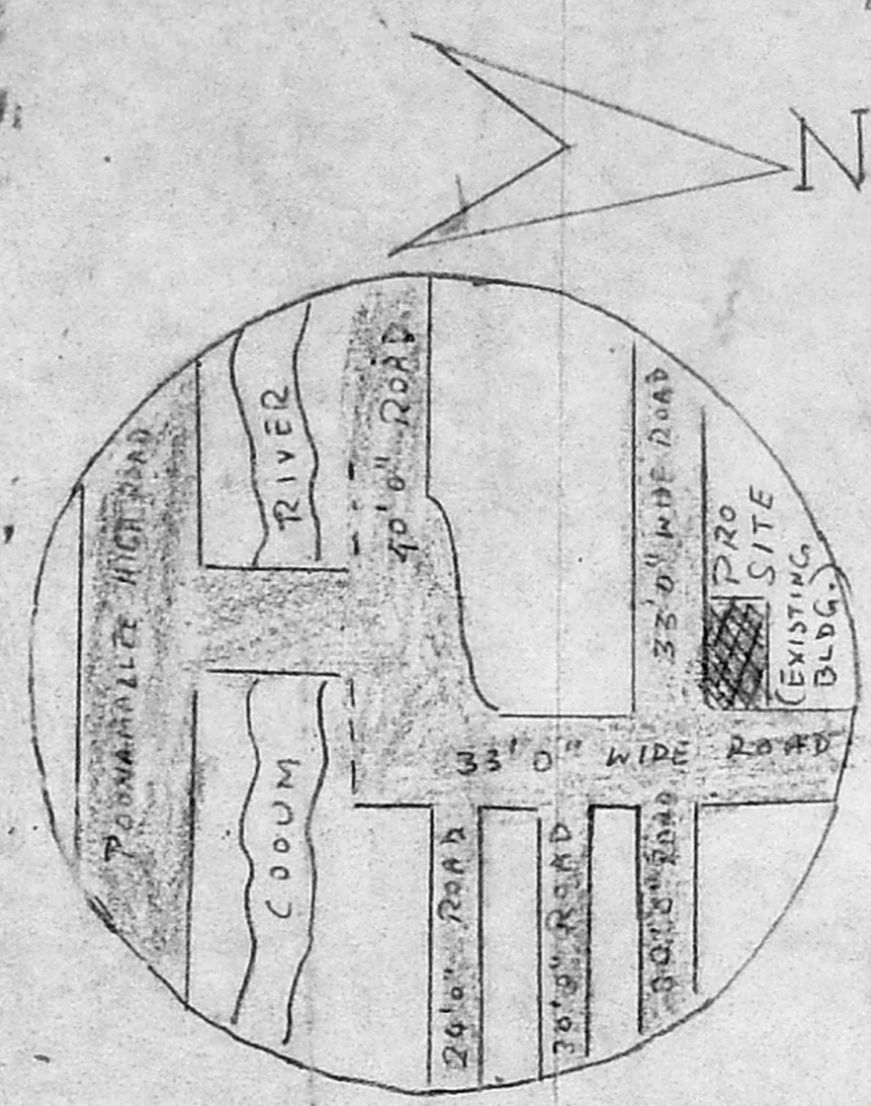 N
POONAMALLEE HIGH ROAD
RIVER
COOUM
40'0" ROAD
33'0" WIDE ROAD
PRO
SITE
(EXISTING
BLDG.)
33'0" WIDE ROAD
24'0" ROAD
30'0" ROAD
30'0" ROAD